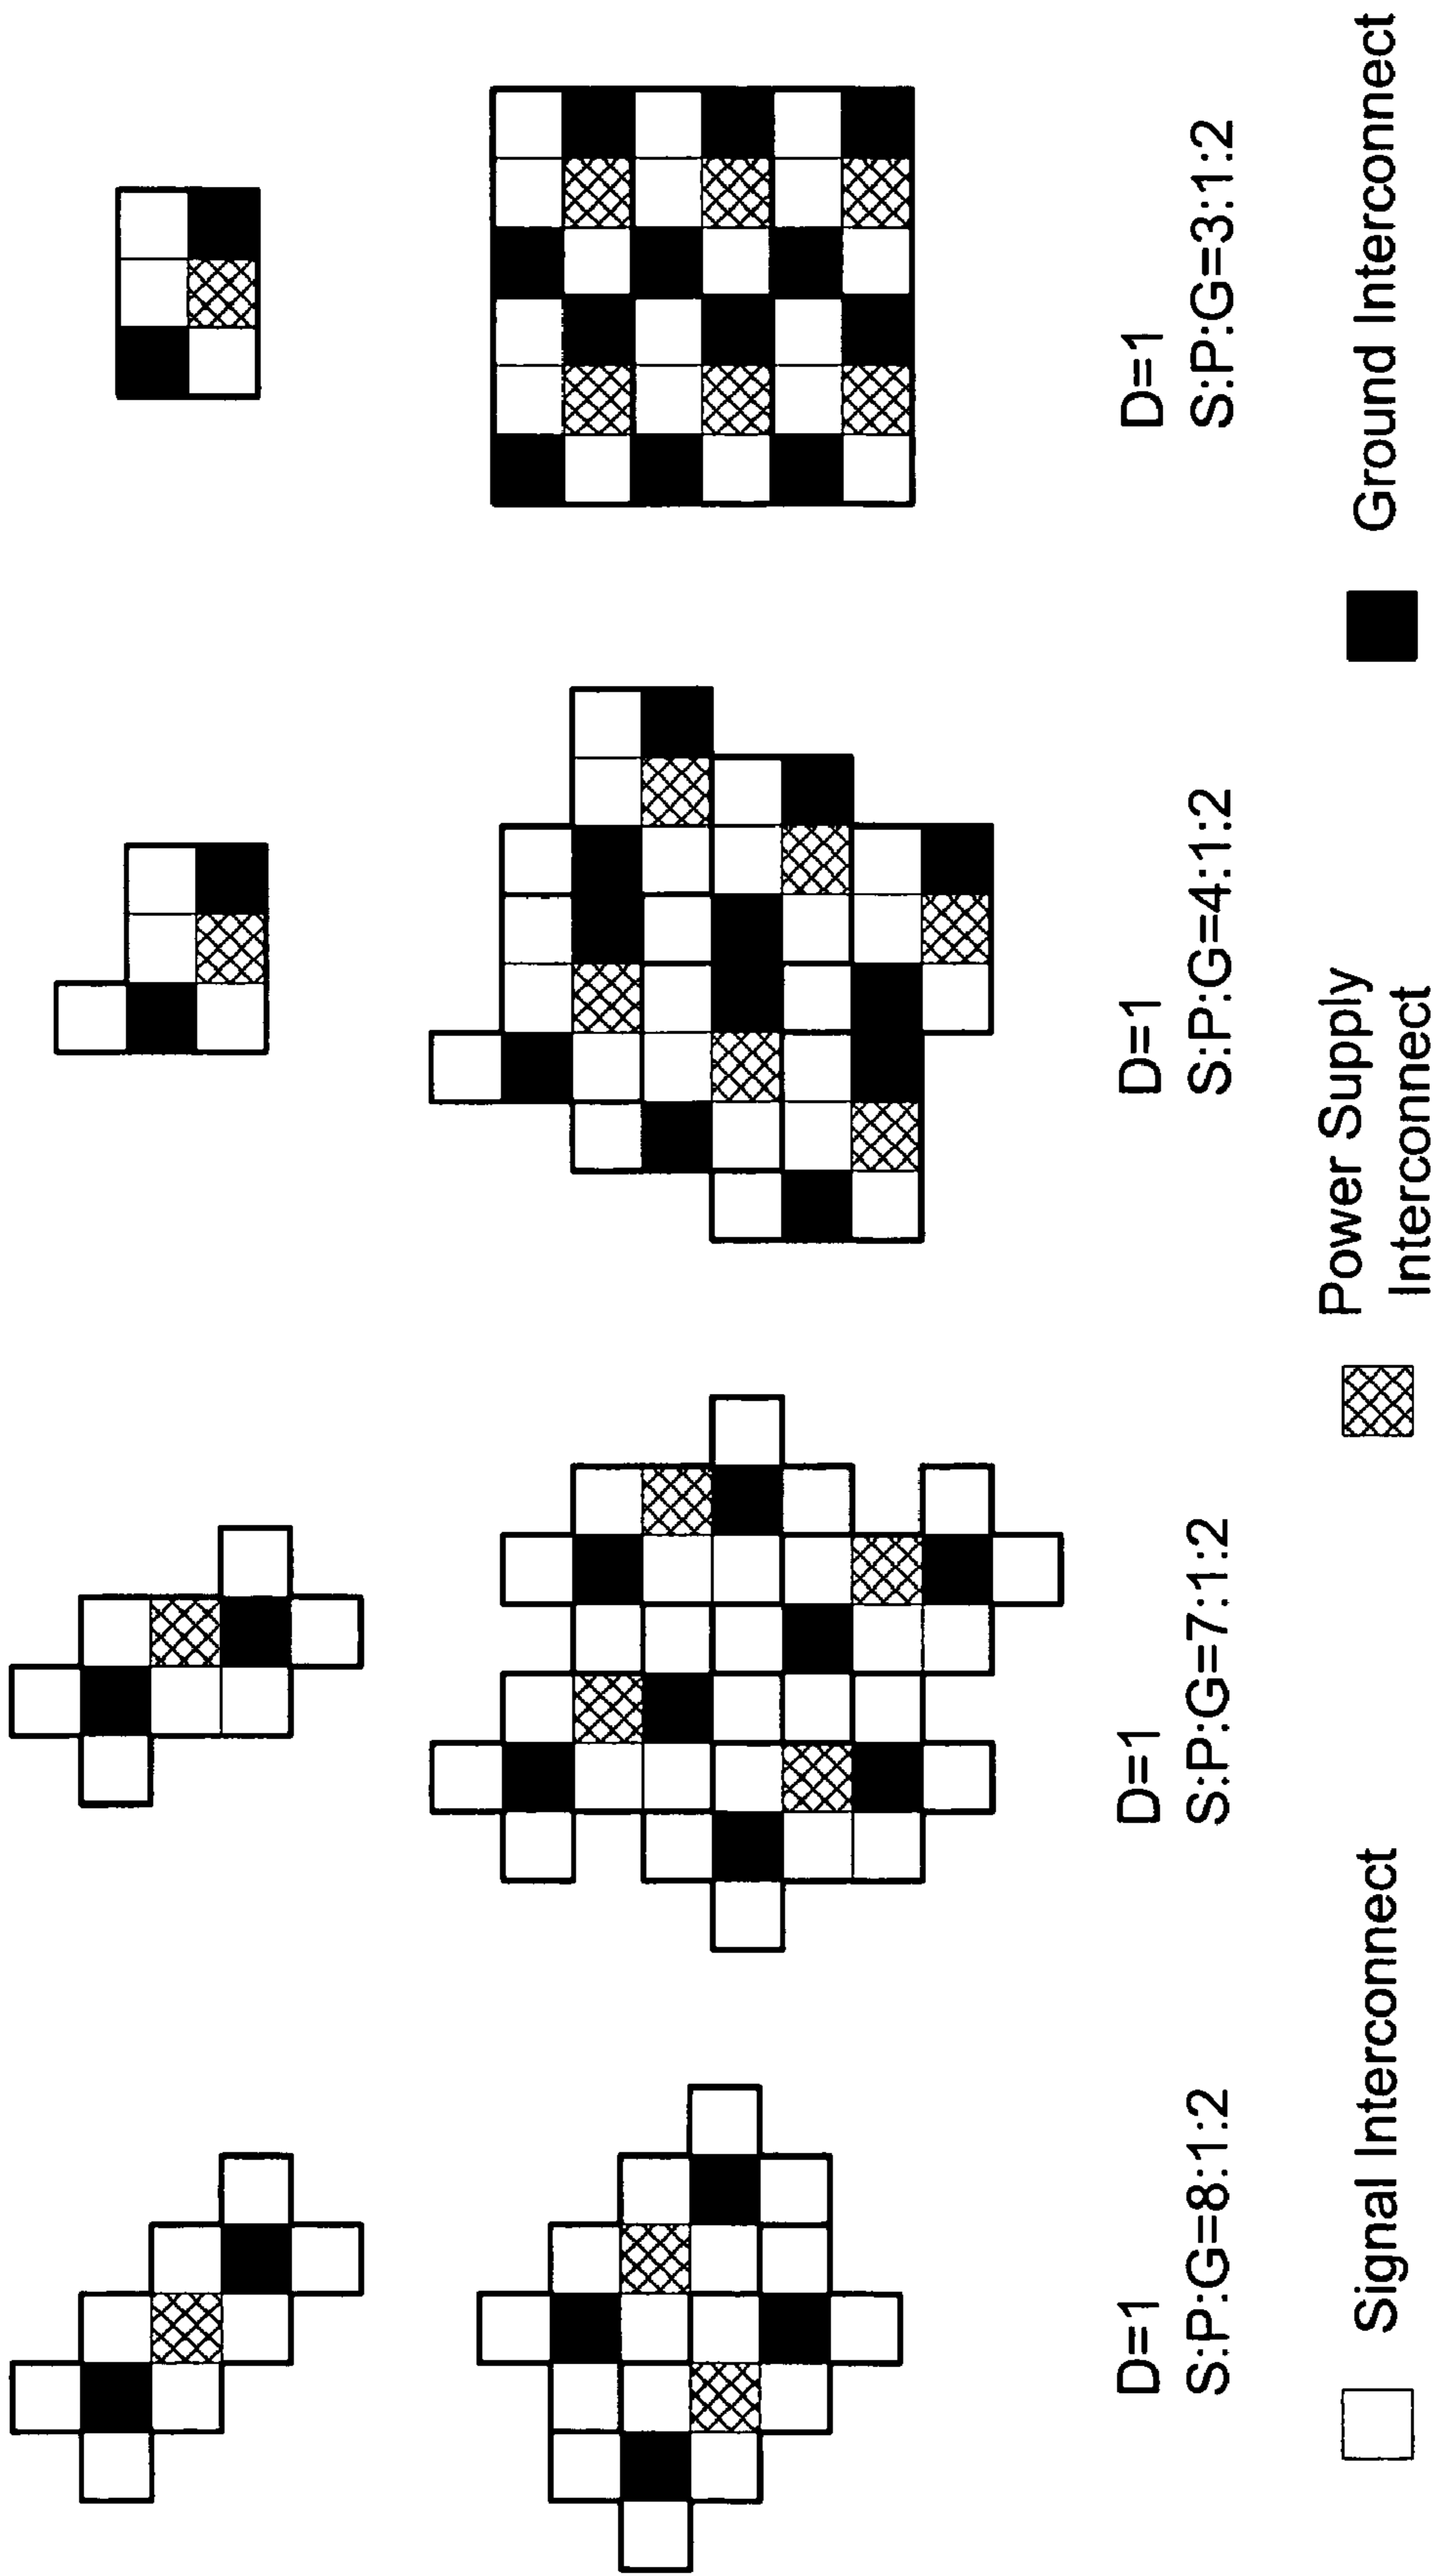 D=1
S:P:G=8:1:2
D=1
S:P:G=7:1:2
D=1
S:P:G=4:1:2
D=1
S:P:G=3:1:2
Signal Interconnect
Power Supply
Interconnect
Ground Interconnect